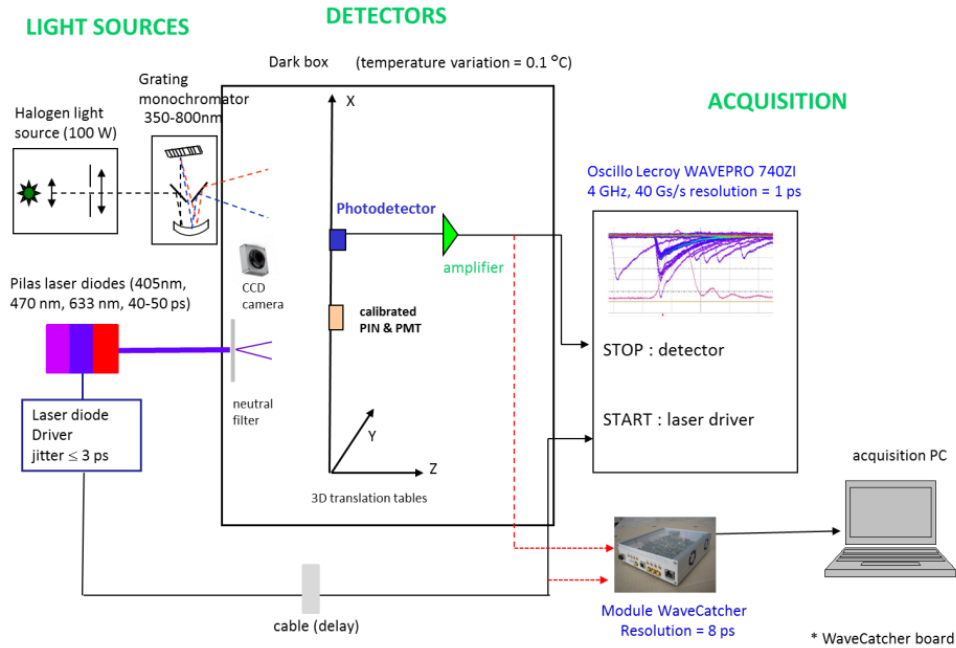 LIGHT SOURCES
DETECTORS
ACQUISITION
Dark box (temperature variation = 0.1 °C)
Grating
monochromator
350-800nm
Halogen light
source (100 W)
X
Photodetector
amplifier
CCD
camera
calibrated
PIN & PMT
Pilas laser diodes (405nm,
470 nm, 633 nm, 40-50 ps)
neutral
filter
Laser diode
Driver
jitter ≤ 3 ps
Y
Z
3D translation tables
cable (delay)
Oscillo Lecroy WAVEPRO 740ZI
4 GHz, 40 Gs/s resolution = 1 ps
STOP : detector
START : laser driver
acquisition PC
Module WaveCatcher
Resolution = 8 ps
* WaveCatcher board